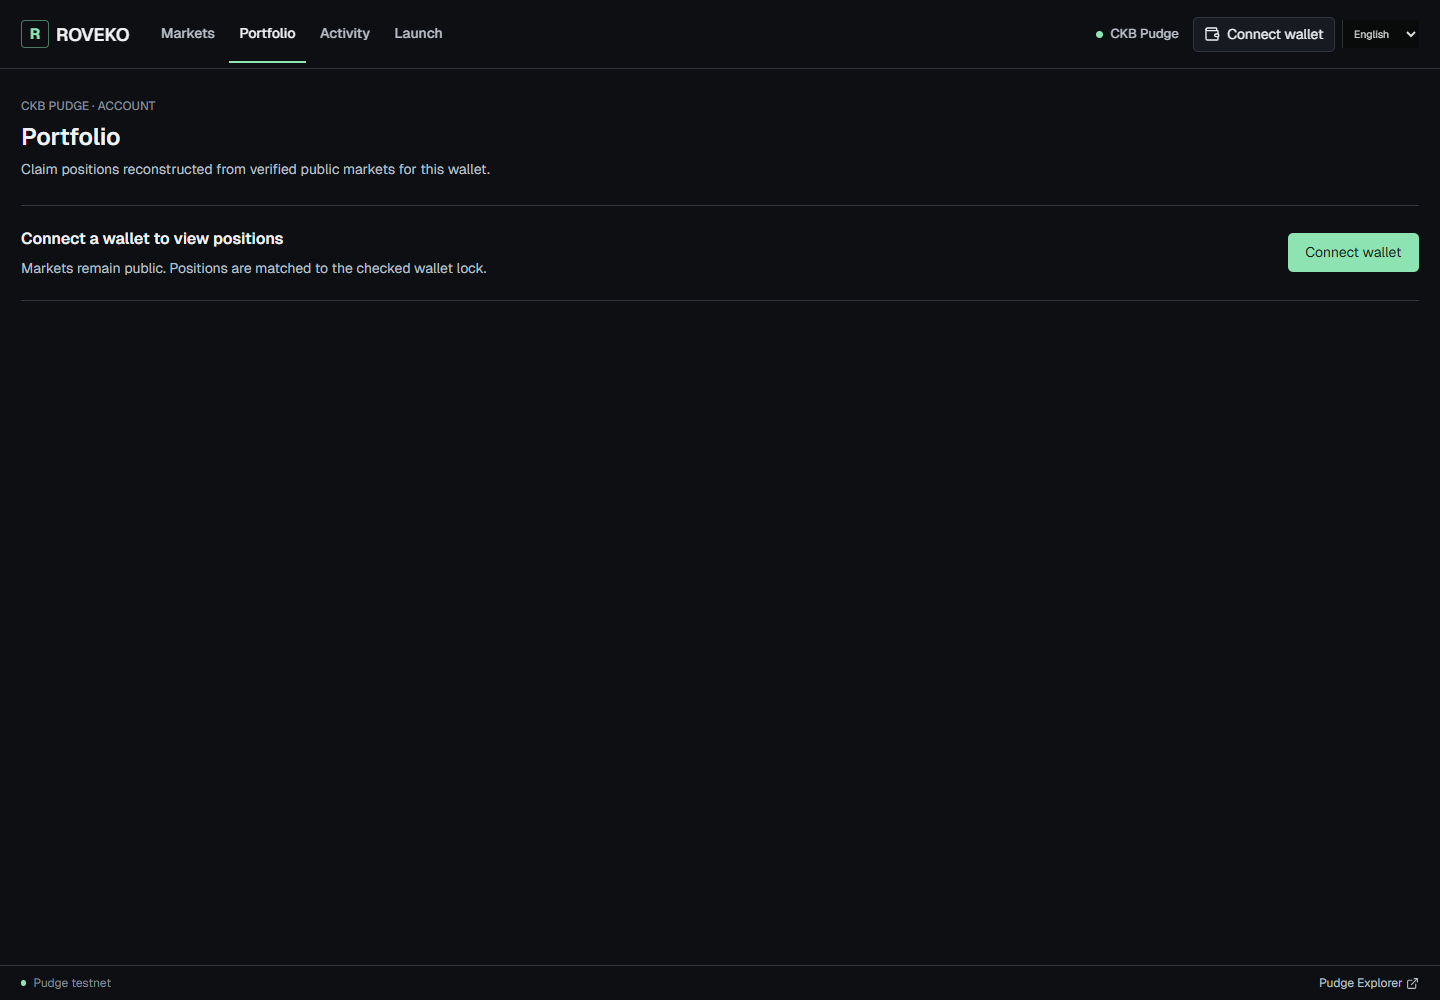 R ROVEKO Markets Portfolio Activity Launch CKB Pudge Connect wallet English
CKB PUDGE · ACCOUNT
Portfolio
Claim positions reconstructed from verified public markets for this wallet.
Connect a wallet to view positions
Markets remain public. Positions are matched to the checked wallet lock.
Connect wallet
Pudge testnet Pudge Explorer